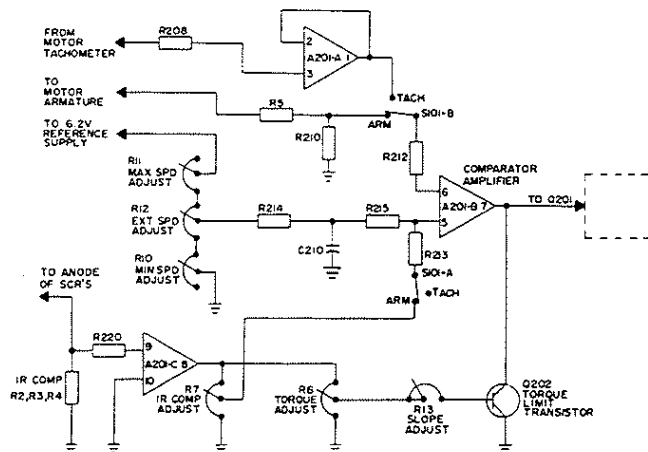 FROM
MOTOR
TACHOMETER
R208
2
3
A201-A 1
TO
MOTOR
ARMATURE
R5
TACH
S101-B
ARM
R210
TO 6.2V
REFERENCE
SUPPLY
R212
R11
MAX SPD
ADJUST
COMPARATOR
AMPLIFIER
6
A201-B 7
5
TO Q201
R12
EXT SPD
ADJUST
R214
R215
C210
R213
R10
MIN SPD
ADJUST
S101-A
TACH
ARM
TO ANODE
OF SCR'S
R220
9
A201-C 8
10
IR COMP
R2,R3,R4
R7
IR COMP
ADJUST
R6
TORQUE
ADJUST
R13
SLOPE
ADJUST
Q202
TORQUE
LIMIT
TRANSISTOR